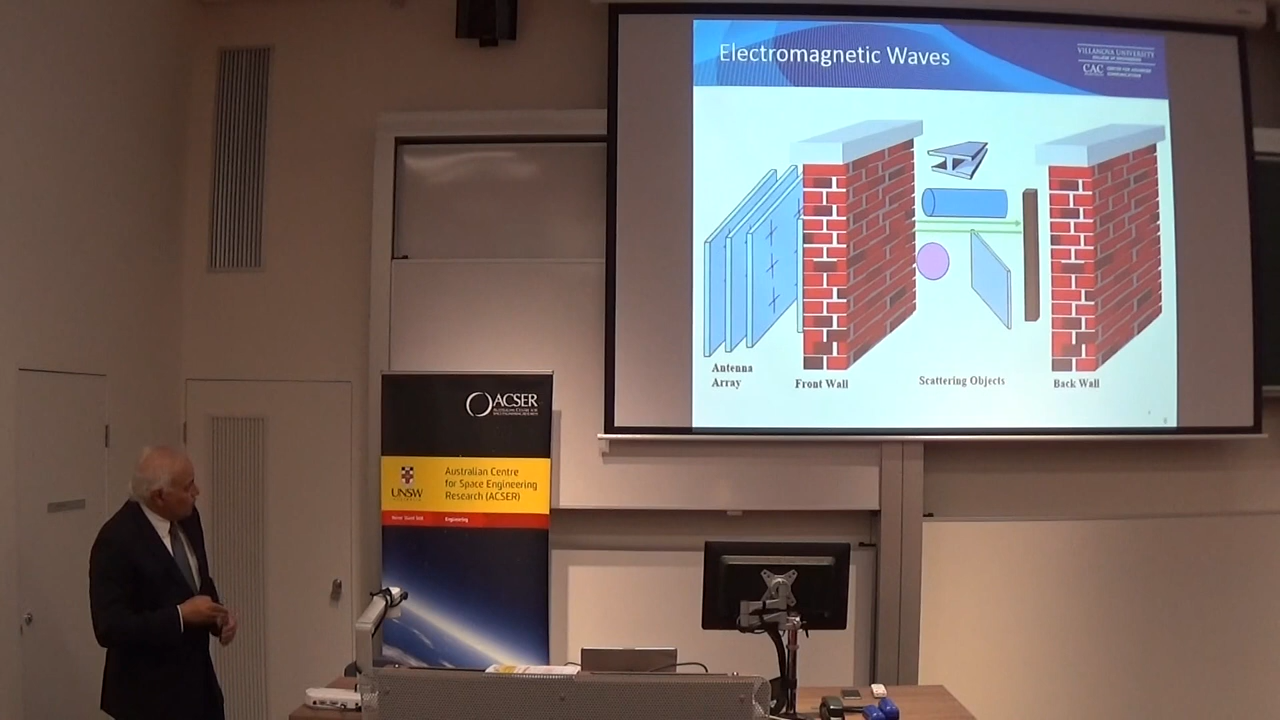 Electromagnetic Waves
VILLANOVA UNIVERSITY
COLLEGE OF ENGINEERING
CAC
CENTER FOR ADVANCED
COMMUNICATIONS
Antenna
Array
Front Wall
Scattering Objects
Back Wall
ACSER
AUSTRALIAN CENTRE FOR
SPACE ENGINEERING RESEARCH
UNSW
Australian Centre
for Space Engineering
Research (ACSER)
Never Stand Still
Engineering